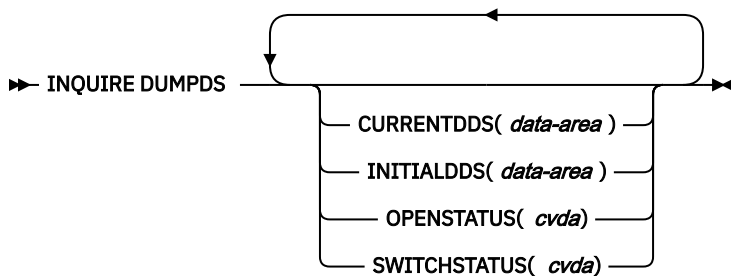 INQUIRE DUMPDS
CURRENTDDS( data-area )
INITIALDDS( data-area )
OPENSTATUS( cvda)
SWITCHSTATUS( cvda)